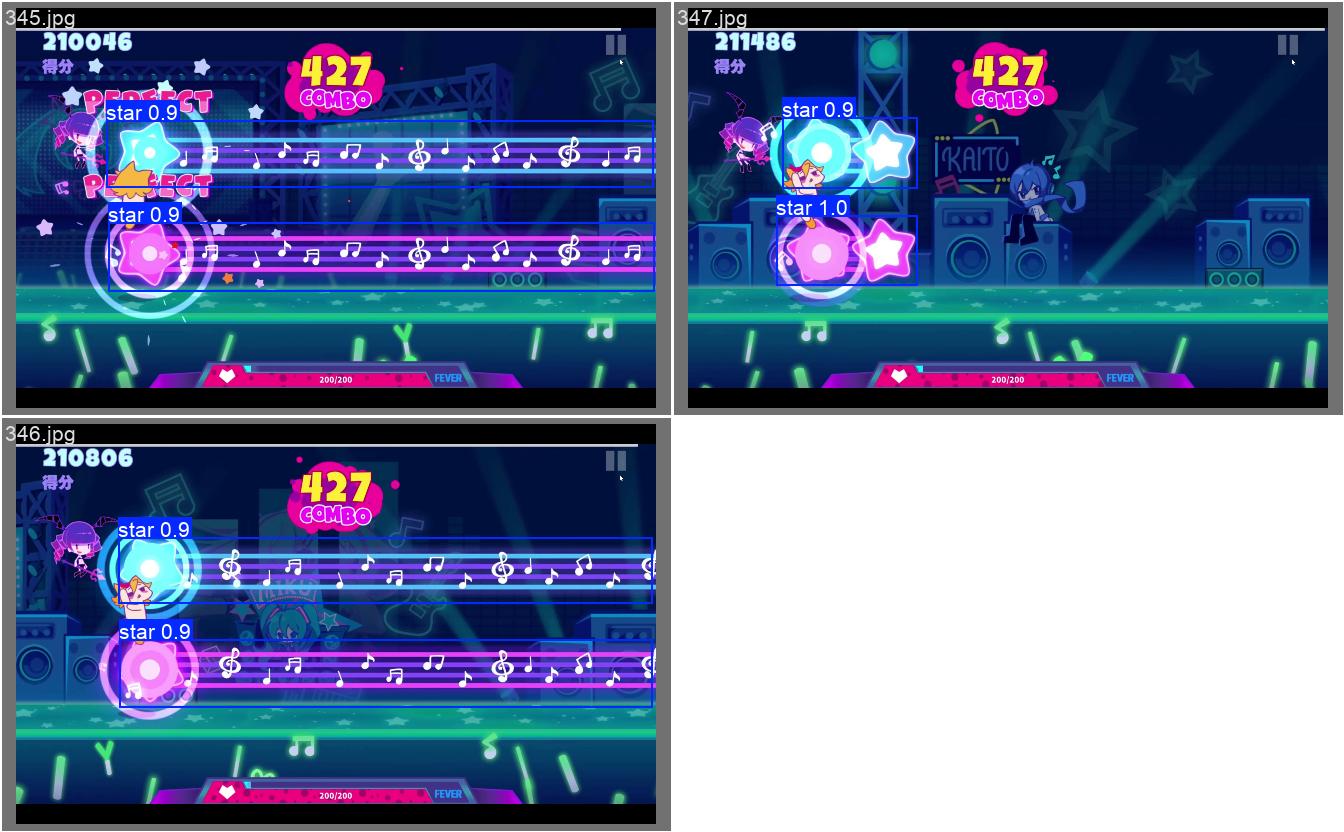 345.jpg
210046
得分
427
COMBO
PERFECT
star 0.9
PERFECT
star 0.9
200/200
FEVER
347.jpg
211486
得分
427
COMBO
star 0.9
KAITO
star 1.0
200/200
FEVER
346.jpg
210806
得分
427
COMBO
star 0.9
MIKU
star 0.9
200/200
FEVER